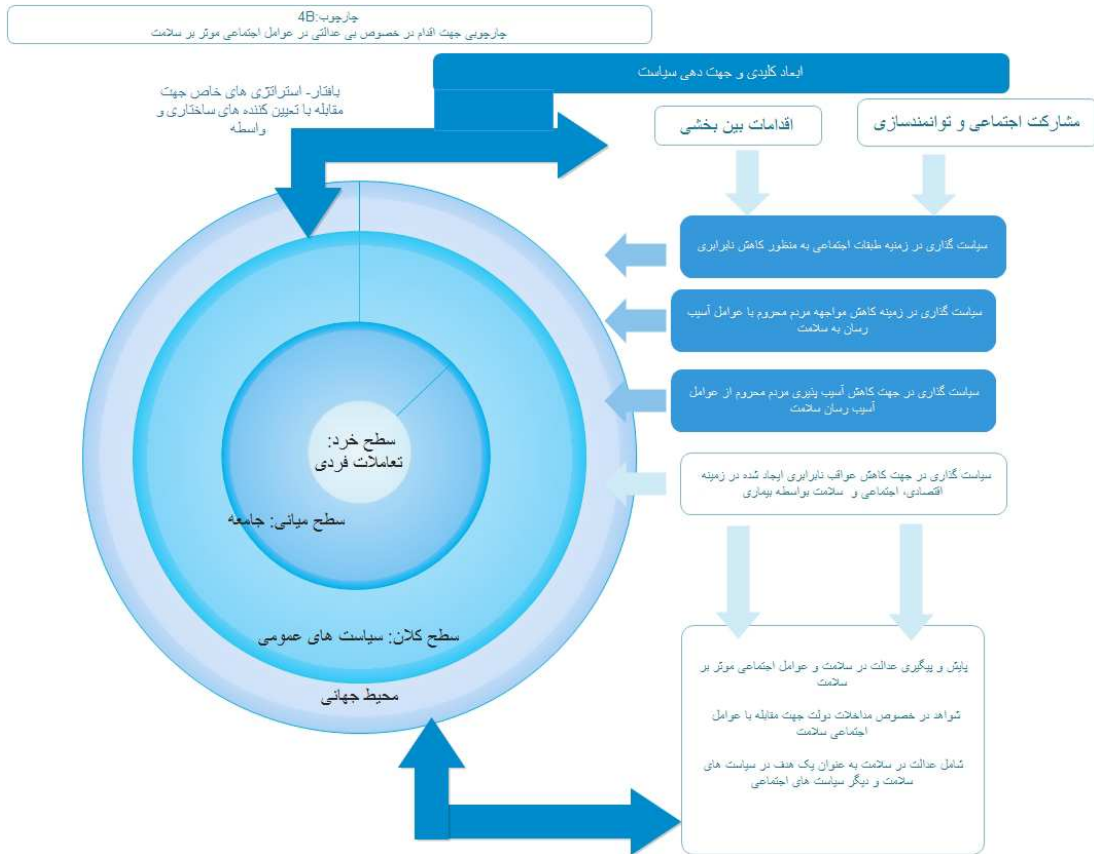 چارچوب:4B
چارچوبی جهت اقدام در خصوص بی عدالتی در عوامل اجتماعی موثر بر سلامت
ابعاد کلیدی و جهت دهی سیاست
بافتار- استراتژی های خاص جهت
مقابله با تعیین کننده های ساختاری و
واسطه
مشارکت اجتماعی و توانمندسازی
اقدامات بین بخشی
سیاست گذاری در زمنیه طبقات اجتماعی به منظور کاهش نابرابری
سیاست گذاری در زمینه کاهش مواجهه مردم محروم با عوامل آسیب
رسان به سلامت
سیاست گذاری در جهت کاهش آسیب پذیری مردم محروم از عوامل
آسیب رسان سلامت
سیاست گذاری در جهت کاهش عواقب نابرابری ایجاد شده در زمینه
اقتصادی، اجتماعی و سلامت بواسطه بیماری
سطح خرد:
تعاملات فردی
سطح میانی: جامعه
سطح کلان: سیاست های عمومی
محیط جهانی
پایش و پیگیری عدالت در سلامت و عوامل اجتماعی موثر بر
سلامت
شواهد در خصوص مداخلات دولت جهت مقابله با عوامل
اجتماعی سلامت
شامل عدالت در سلامت به عنوان یک هدف در سیاست های
سلامت و دیگر سیاست های اجتماعی